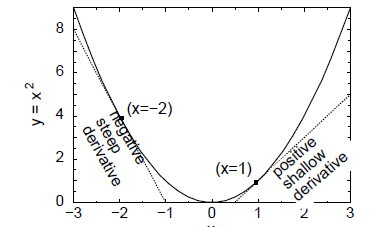 y = x 2
8
6
4
2
0
(x=−2)
negative
steep
derivative
(x=1)
positive
shallow
derivative
−3 −2 −1 0 1 2 3